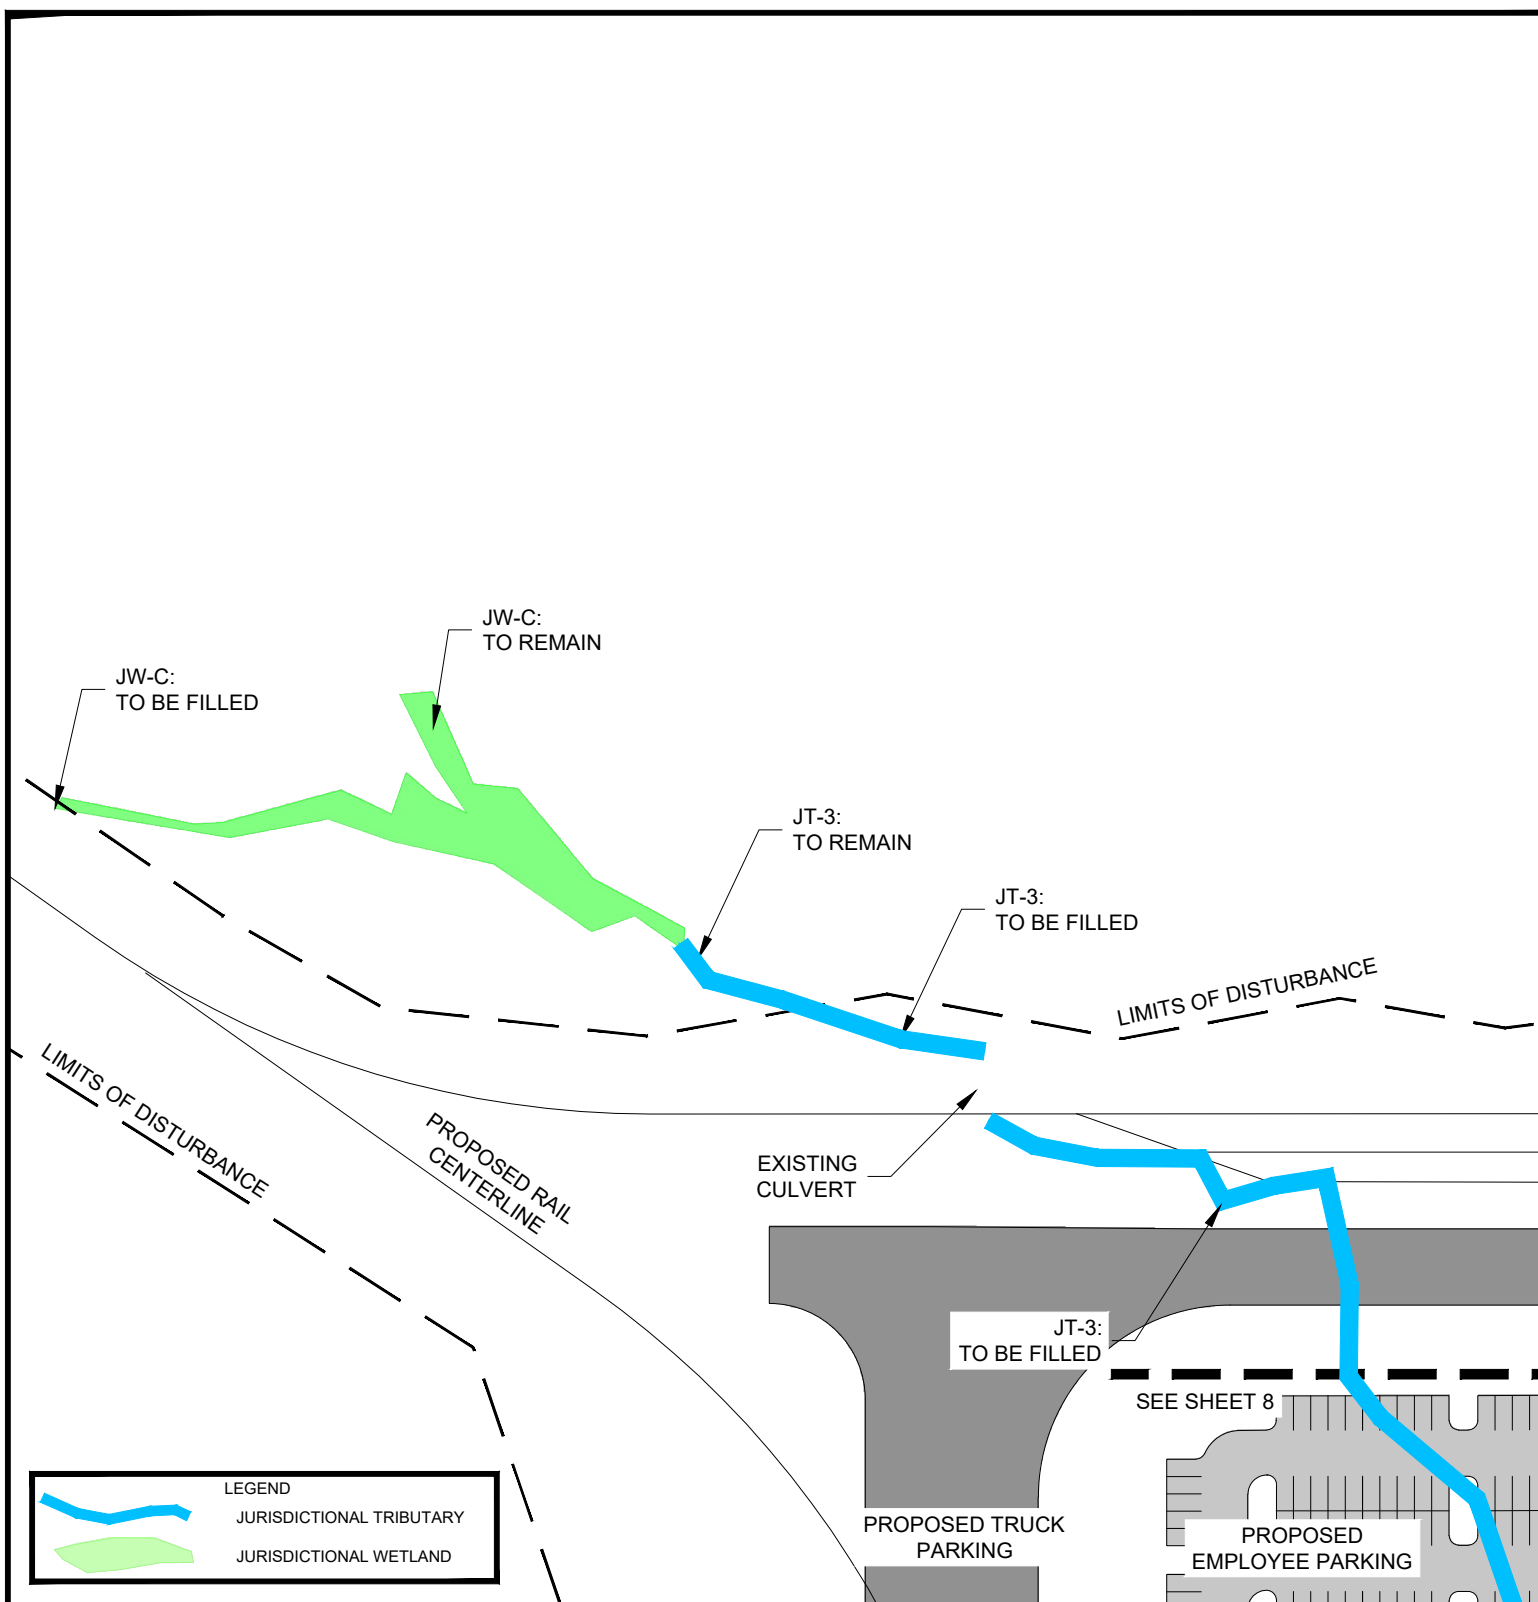 JW-C:
TO REMAIN
JW-C:
TO BE FILLED
JT-3:
TO REMAIN
JT-3:
TO BE FILLED
LIMITS OF DISTURBANCE
LIMITS OF DISTURBANCE
PROPOSED RAIL
CENTERLINE
EXISTING
CULVERT
JT-3:
TO BE FILLED
SEE SHEET 8
LEGEND
JURISDICTIONAL TRIBUTARY
JURISDICTIONAL WETLAND
PROPOSED TRUCK
PARKING
PROPOSED
EMPLOYEE PARKING